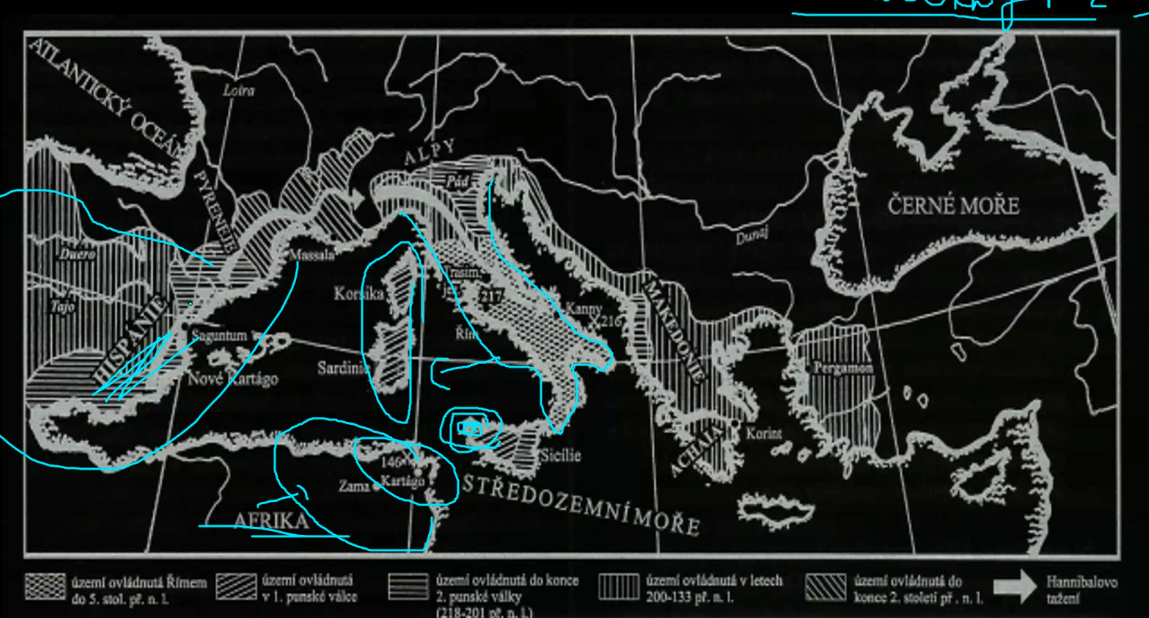 ATLANTICKÝ OCEÁN
Loira
ALPY
Pád
PYRENEJE
ČERNÉ MOŘE
Dunaj
Duero
Massala
Tajo
Korsika
Trasim.
jez.
217
Kanny
216
MAKEDONIE
HISPÁNIE
Saguntum
Řím
Sardinie
Nové Kartágo
Pergamon
Korint
ACHAIA
Sicílie
146
Kartágo
Zama
STŘEDOZEMNÍ MOŘE
AFRIKA
území ovládnutá Římem
do 5. stol. př. n. l.
území ovládnutá
v 1. punské válce
území ovládnutá do konce
2. punské války
(218-201 př. n. l.)
území ovládnutá v letech
200-133 př. n. l.
území ovládnutá do
konce 2. století př. n. l.
Hannibalovo
tažení